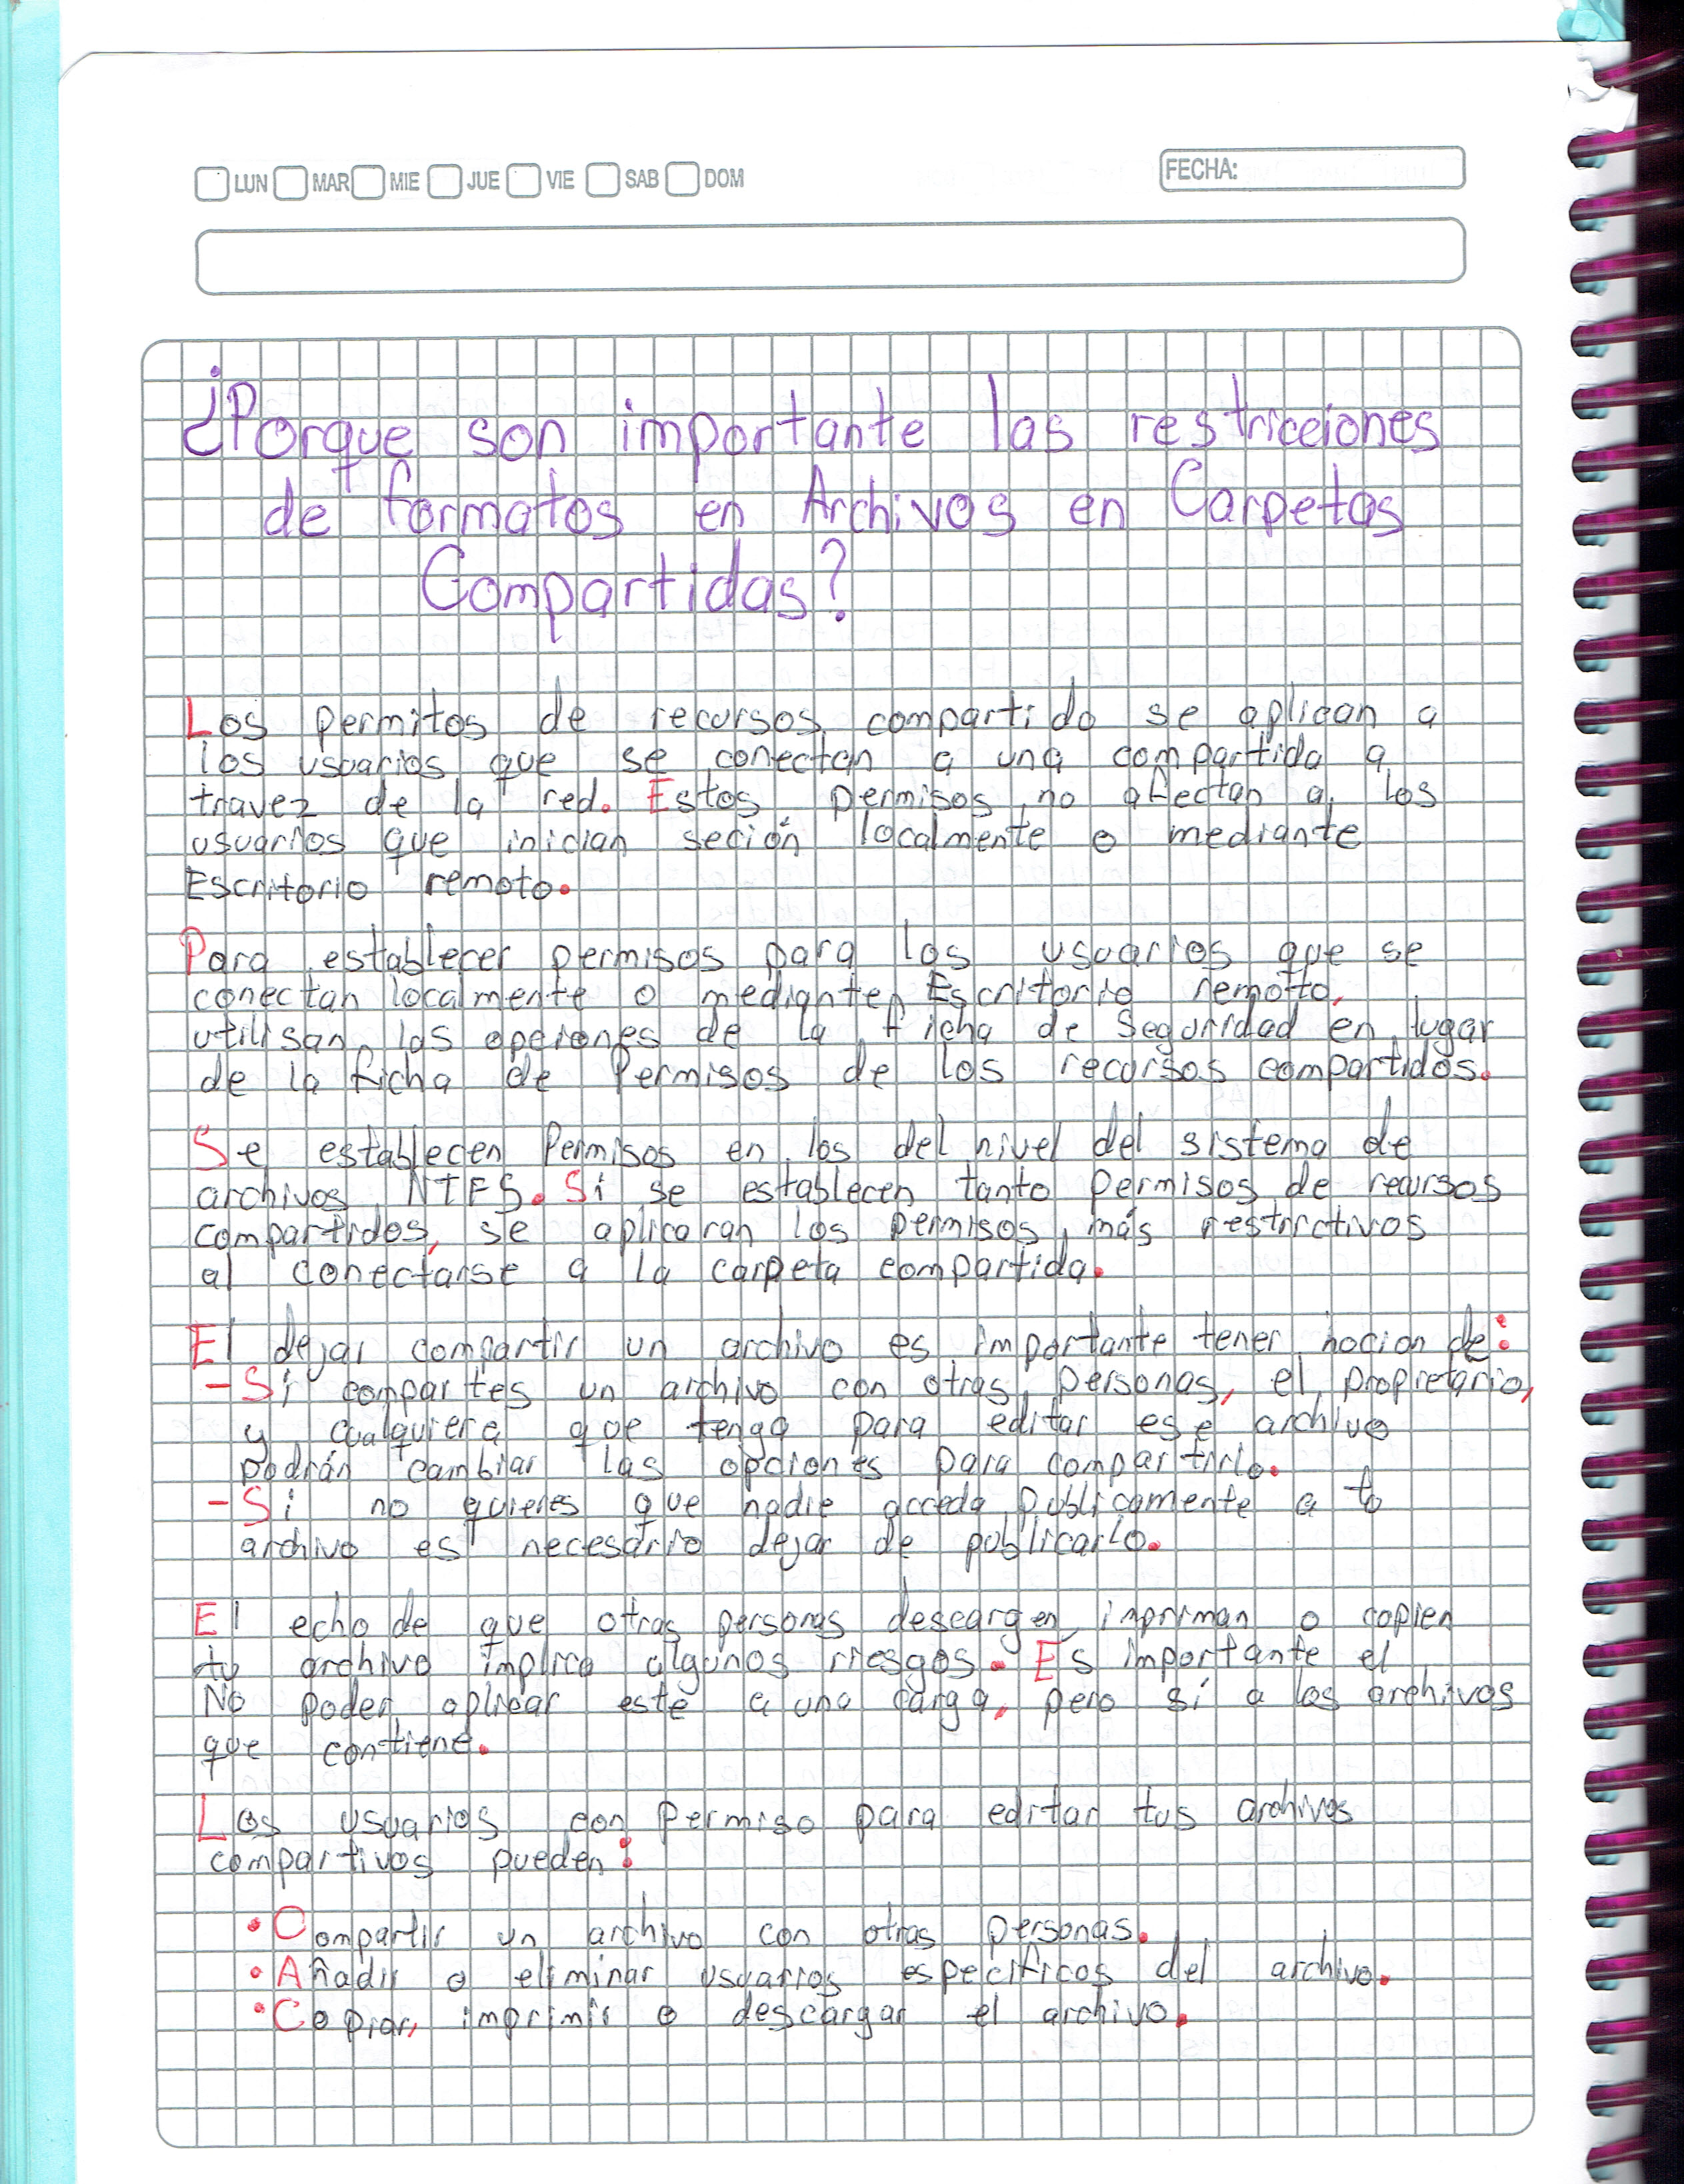 LUN MAR MIE JUE VIE SAB DOM
FECHA:
¿Porque son importante las restricciones
de formatos en Archivos en Carpetas
Compartidas?
Los permitos de recursos compartido se aplican a
los usuarios que se conectan a una compartida a
travez de la red. Estos permisos no afectan a los
usuarios que inician seción localmente o mediante
Escritorio remoto.
Para establecer permisos para los usuarios que se
conectan localmente o mediante Escritorio remoto,
utilisan las opciones de la ficha de Seguridad en lugar
de la ficha de Permisos de los recursos compartidos.
Se establecen Permisos en los del nivel del sistema de
archivos NTFS. Si se establecen tanto permisos de recursos
compartidos, se aplicaran los permisos más restrictivos
al conectarse a la carpeta compartida.
El dejar compartir un archivo es importante tener nocion de:
- Si compartes un archivo con otras personas, el propietario,
y cualquiera que tenga para editar ese archivo
podrán cambiar las opciones para compartirlo.
- Si no quieres que nadie acceda publicamente a tu
archivo es necesario dejar de publicarlo.
El echo de que otras personas descargen, impriman o copien
tu archivo implica algunos riesgos. Es importante el
No poder aplicar este a una carga, pero sí a los archivos
que contiene.
Los usuarios con permiso para editar tus archivos
compartivos pueden:
• Compartir un archivo con otras personas.
• Añadir o eliminar usuarios especificos del archivo.
• Copiar, imprimir o descargar el archivo.